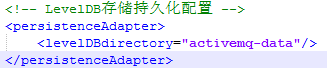 <!-- LevelDB存储持久化配置 -->
<persistenceAdapter>
<levelDBdirectory="activemq-data"/>
</persistenceAdapter>